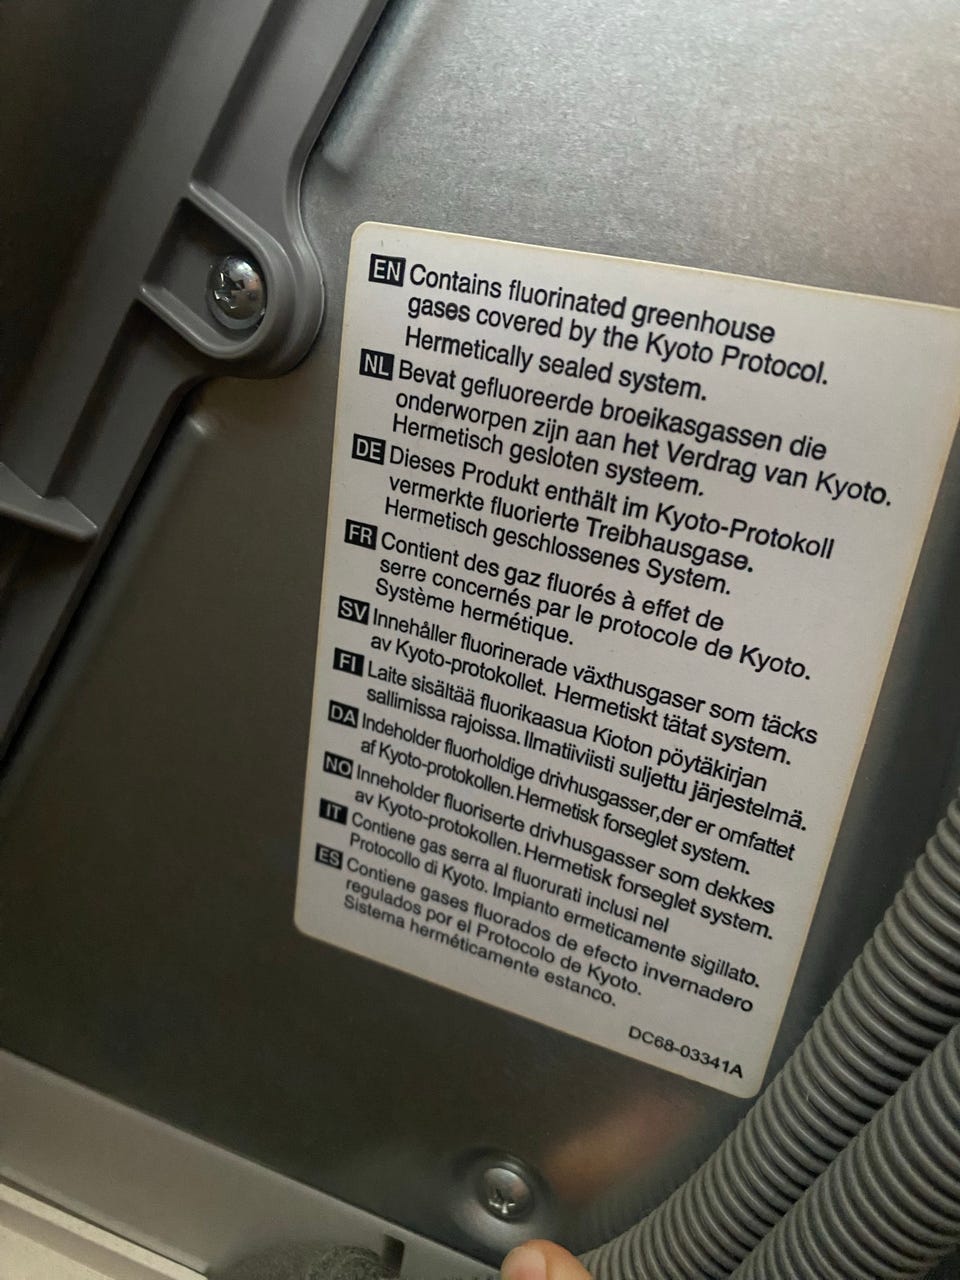 EN Contains fluorinated greenhouse
gases covered by the Kyoto Protocol.
Hermetically sealed system.
NL Bevat gefluoreerde broeikasgassen die
onderworpen zijn aan het Verdrag van Kyoto.
Hermetisch gesloten systeem.
DE Dieses Produkt enthält im Kyoto-Protokoll
vermerkte fluorierte Treibhausgase.
Hermetisch geschlossenes System.
FR Contient des gaz fluorés à effet de
serre concernés par le protocole de Kyoto.
Système hermétique.
SV Innehåller fluorinerade växthusgaser som täcks
av Kyoto-protokollet. Hermetiskt tätat system.
FI Laite sisältää fluorikaasua Kioton pöytäkirjan
sallimissa rajoissa. Ilmatiiviisti suljettu järjestelmä.
DA Indeholder fluorholdige drivhusgasser,der er omfattet
af Kyoto-protokollen.Hermetisk forseglet system.
NO Inneholder fluoriserte drivhusgasser som dekkes
av Kyoto-protokollen. Hermetisk forseglet system.
IT Contiene gas serra al fluorurati inclusi nel
Protocollo di Kyoto. Impianto ermeticamente sigillato.
ES Contiene gases fluorados de efecto invernadero
regulados por el Protocolo de Kyoto.
Sistema herméticamente estanco.
DC68-03341A